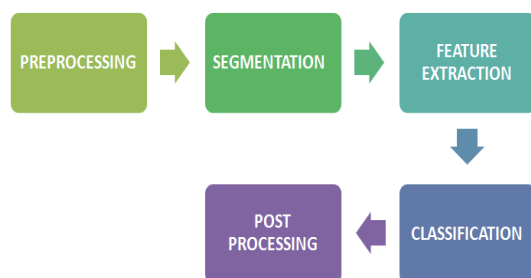 PREPROCESSING
SEGMENTATION
FEATURE
EXTRACTION
CLASSIFICATION
POST
PROCESSING